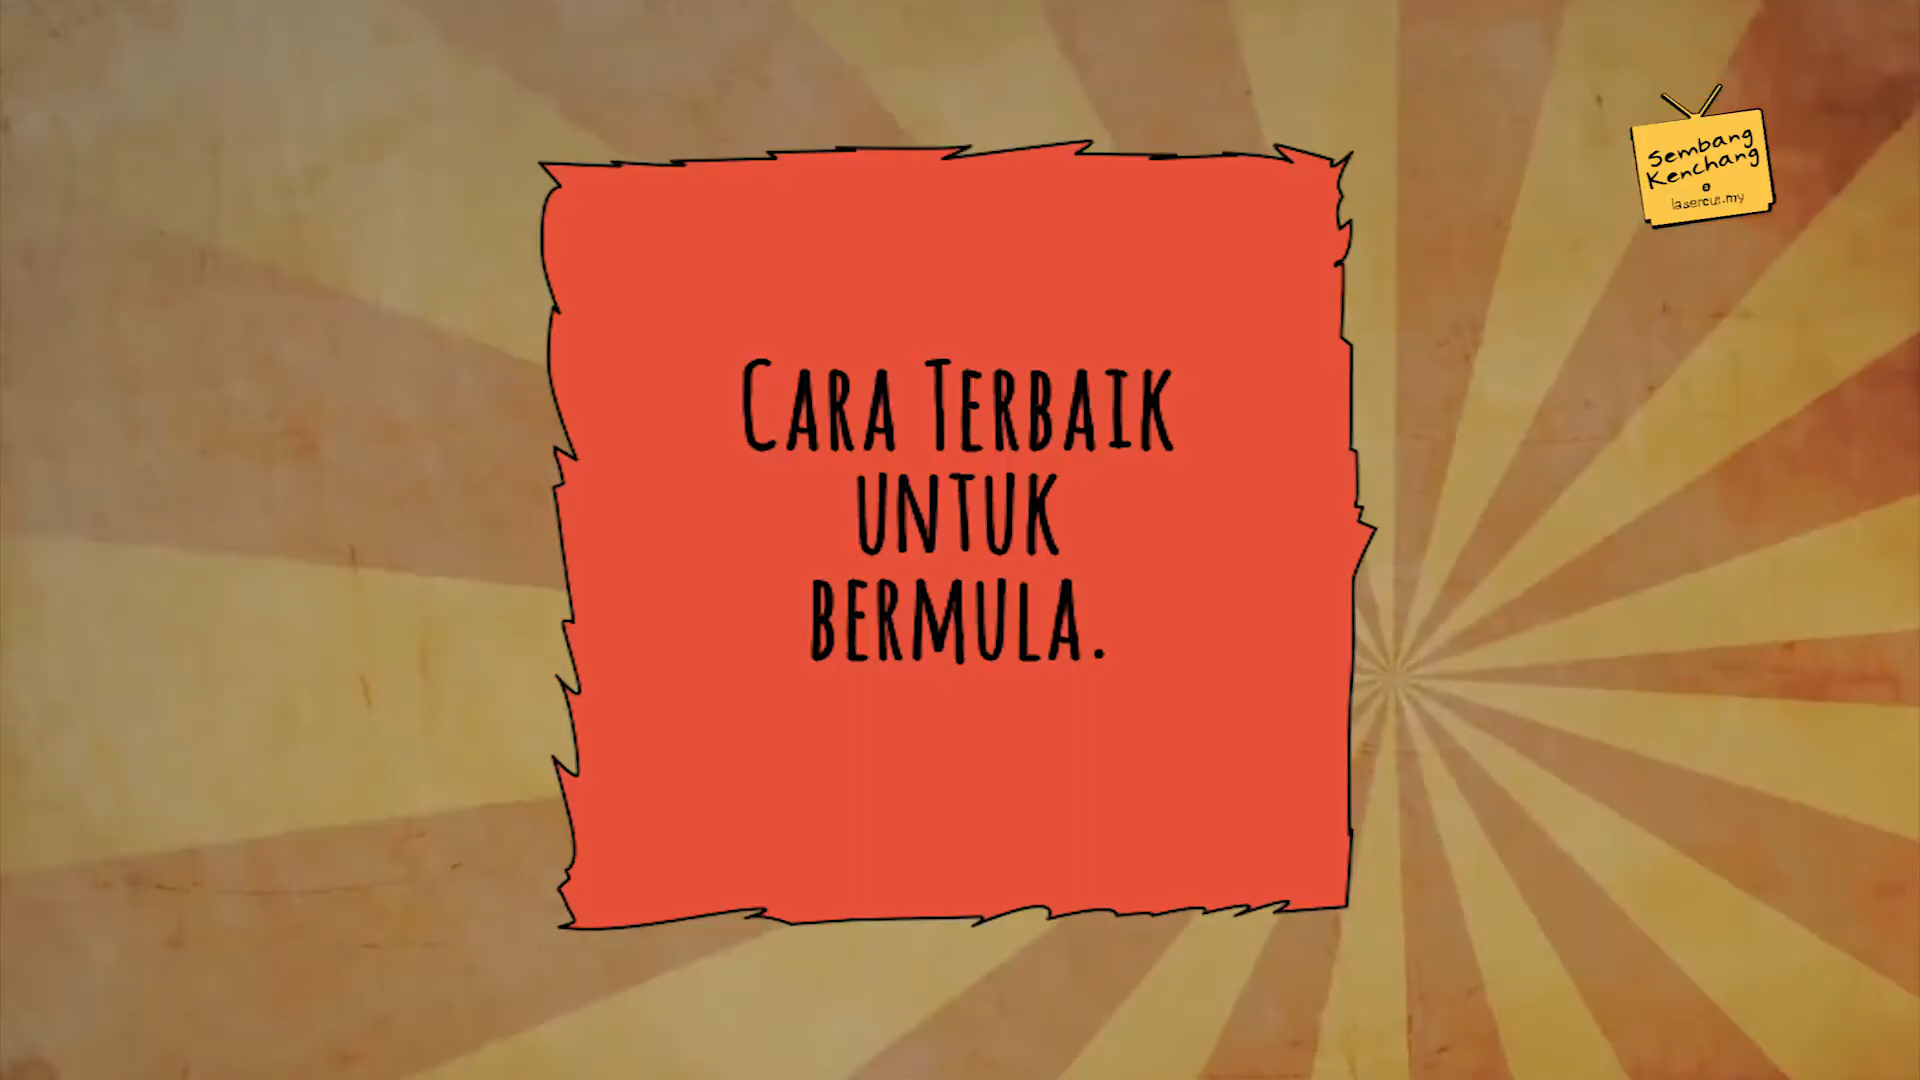 Sembang
Kenchang
@
lasercut.my
Cara Terbaik
untuk
bermula.